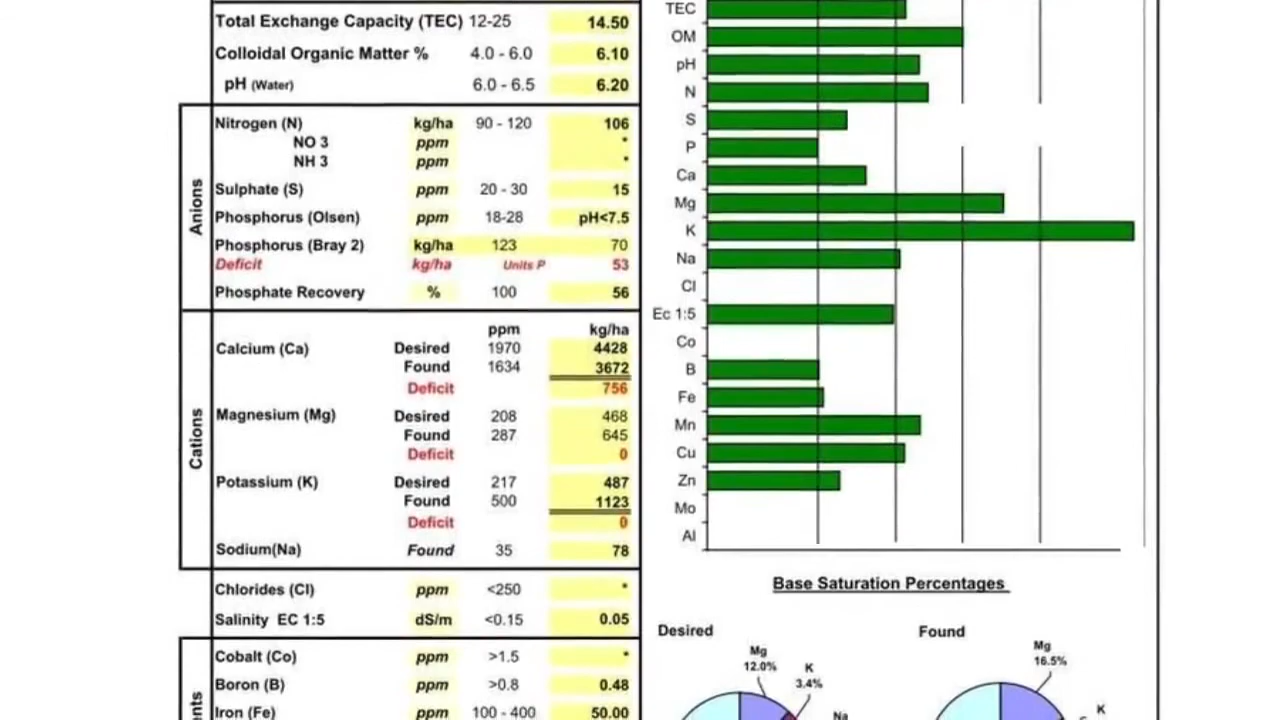 Total Exchange Capacity (TEC) 12-25 14.50
Colloidal Organic Matter % 4.0 - 6.0 6.10
pH (Water) 6.0 - 6.5 6.20
Anions
Nitrogen (N) kg/ha 90 - 120 106
NO 3 ppm *
NH 3 ppm *
Sulphate (S) ppm 20 - 30 15
Phosphorus (Olsen) ppm 18-28 pH<7.5
Phosphorus (Bray 2) kg/ha 123 70
Deficit kg/ha Units P 53
Phosphate Recovery % 100 56
Cations
ppm kg/ha
Calcium (Ca) Desired 1970 4428
Found 1634 3672
Deficit 756
Magnesium (Mg) Desired 208 468
Found 287 645
Deficit 0
Potassium (K) Desired 217 487
Found 500 1123
Deficit 0
Sodium(Na) Found 35 78
Chlorides (Cl) ppm <250 *
Salinity EC 1:5 dS/m <0.15 0.05
Cobalt (Co) ppm >1.5 *
Boron (B) ppm >0.8 0.48
Iron (Fe) ppm 100 - 400 50.00
TEC
OM
pH
N
S
P
Ca
Mg
K
Na
Cl
Ec 1:5
Co
B
Fe
Mn
Cu
Zn
Mo
Al
Base Saturation Percentages
Desired
Mg
12.0%
K
3.4%
Na
Found
Mg
16.5%
K